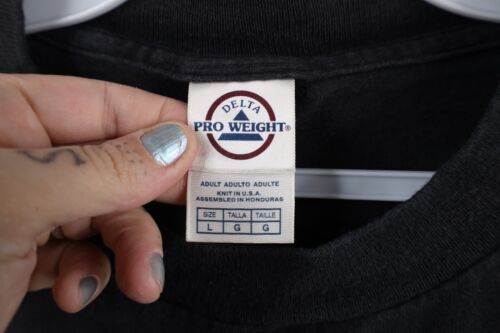 DELTA
PRO WEIGHT®
ADULT ADULTO ADULTE
KNIT IN U.S.A.
ASSEMBLED IN HONDURAS
SIZE TALLA TAILLE
L G G